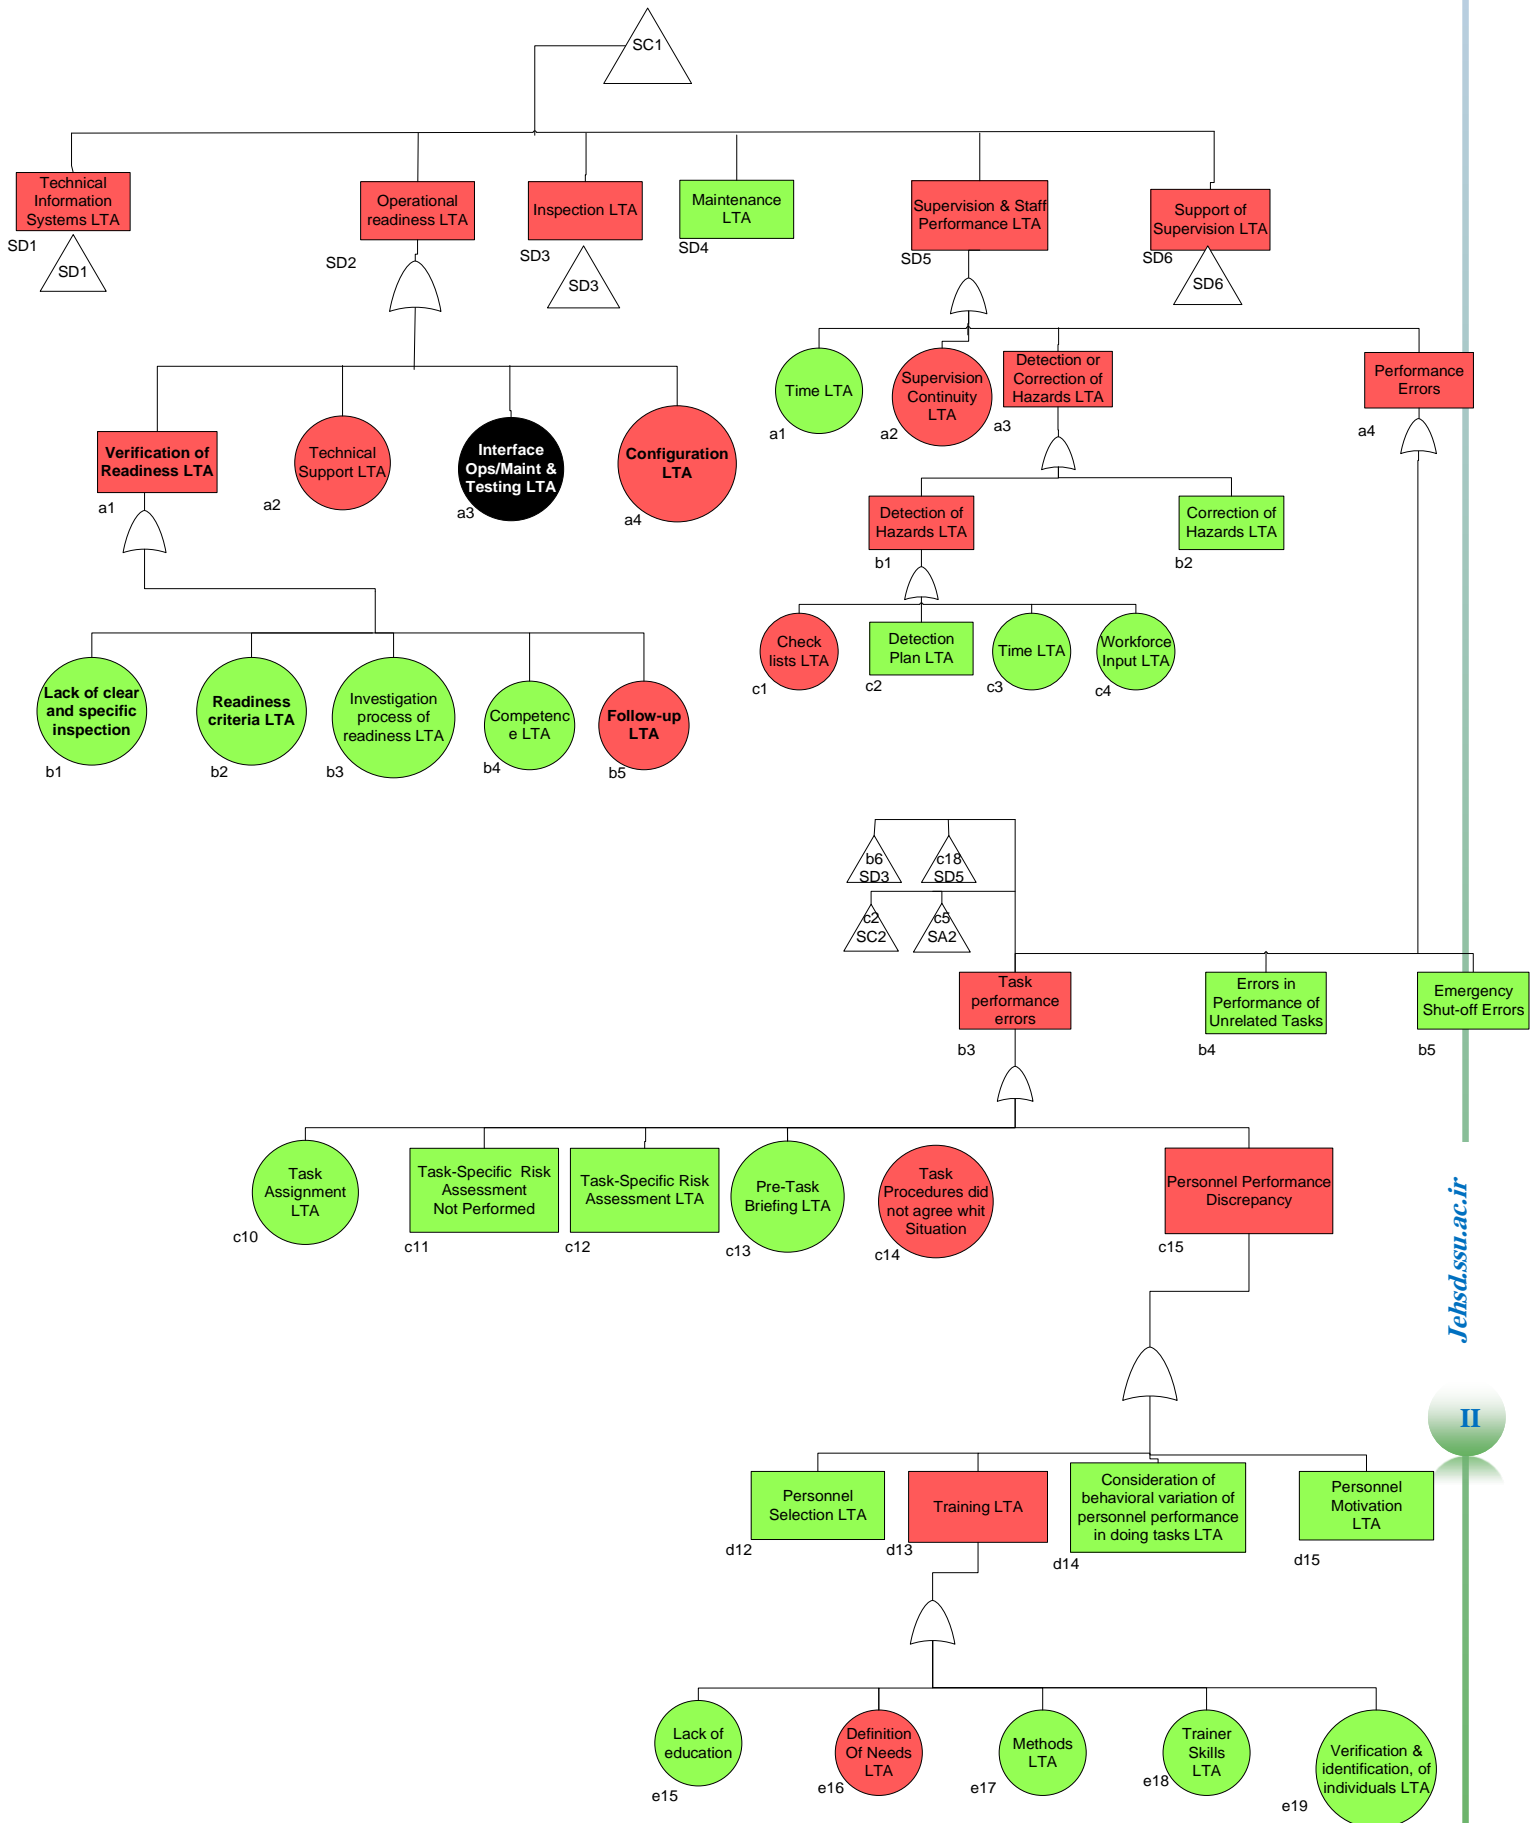 SC1
Technical
Information
Systems LTA
SD1
SD1
Operational
readiness LTA
SD2
Inspection LTA
SD3
SD3
Maintenance
LTA
SD4
Supervision & Staff
Performance LTA
SD5
Support of
Supervision LTA
SD6
SD6
Time LTA
a1
Supervision
Continuity
LTA
a2
Detection or
Correction of
Hazards LTA
a3
Performance
Errors
a4
Verification of
Readiness LTA
a1
Technical
Support LTA
a2
Interface
Ops/Maint &
Testing LTA
a3
Configuration
LTA
a4
Detection of
Hazards LTA
b1
Correction of
Hazards LTA
b2
Check
lists LTA
c1
Detection
Plan LTA
c2
Time LTA
c3
Workforce
Input LTA
c4
Lack of clear
and specific
inspection
b1
Readiness
criteria LTA
b2
Investigation
process of
readiness LTA
b3
Competenc
e LTA
b4
Follow-up
LTA
b5
b6
SD3
c18
SD5
c2
SC2
c5
SA2
Task
performance
errors
b3
Errors in
Performance of
Unrelated Tasks
b4
Emergency
Shut-off Errors
b5
Task
Assignment
LTA
c10
Task-Specific Risk
Assessment
Not Performed
c11
Task-Specific Risk
Assessment LTA
c12
Pre-Task
Briefing LTA
c13
Task
Procedures did
not agree whit
Situation
c14
Personnel Performance
Discrepancy
c15
Jehsd.ssu.ac.ir
II
Personnel
Selection LTA
d12
Training LTA
d13
Consideration of
behavioral variation of
personnel performance
in doing tasks LTA
d14
Personnel
Motivation
LTA
d15
Lack of
education
e15
Definition
Of Needs
LTA
e16
Methods
LTA
e17
Trainer
Skills
LTA
e18
Verification &
identification, of
individuals LTA
e19